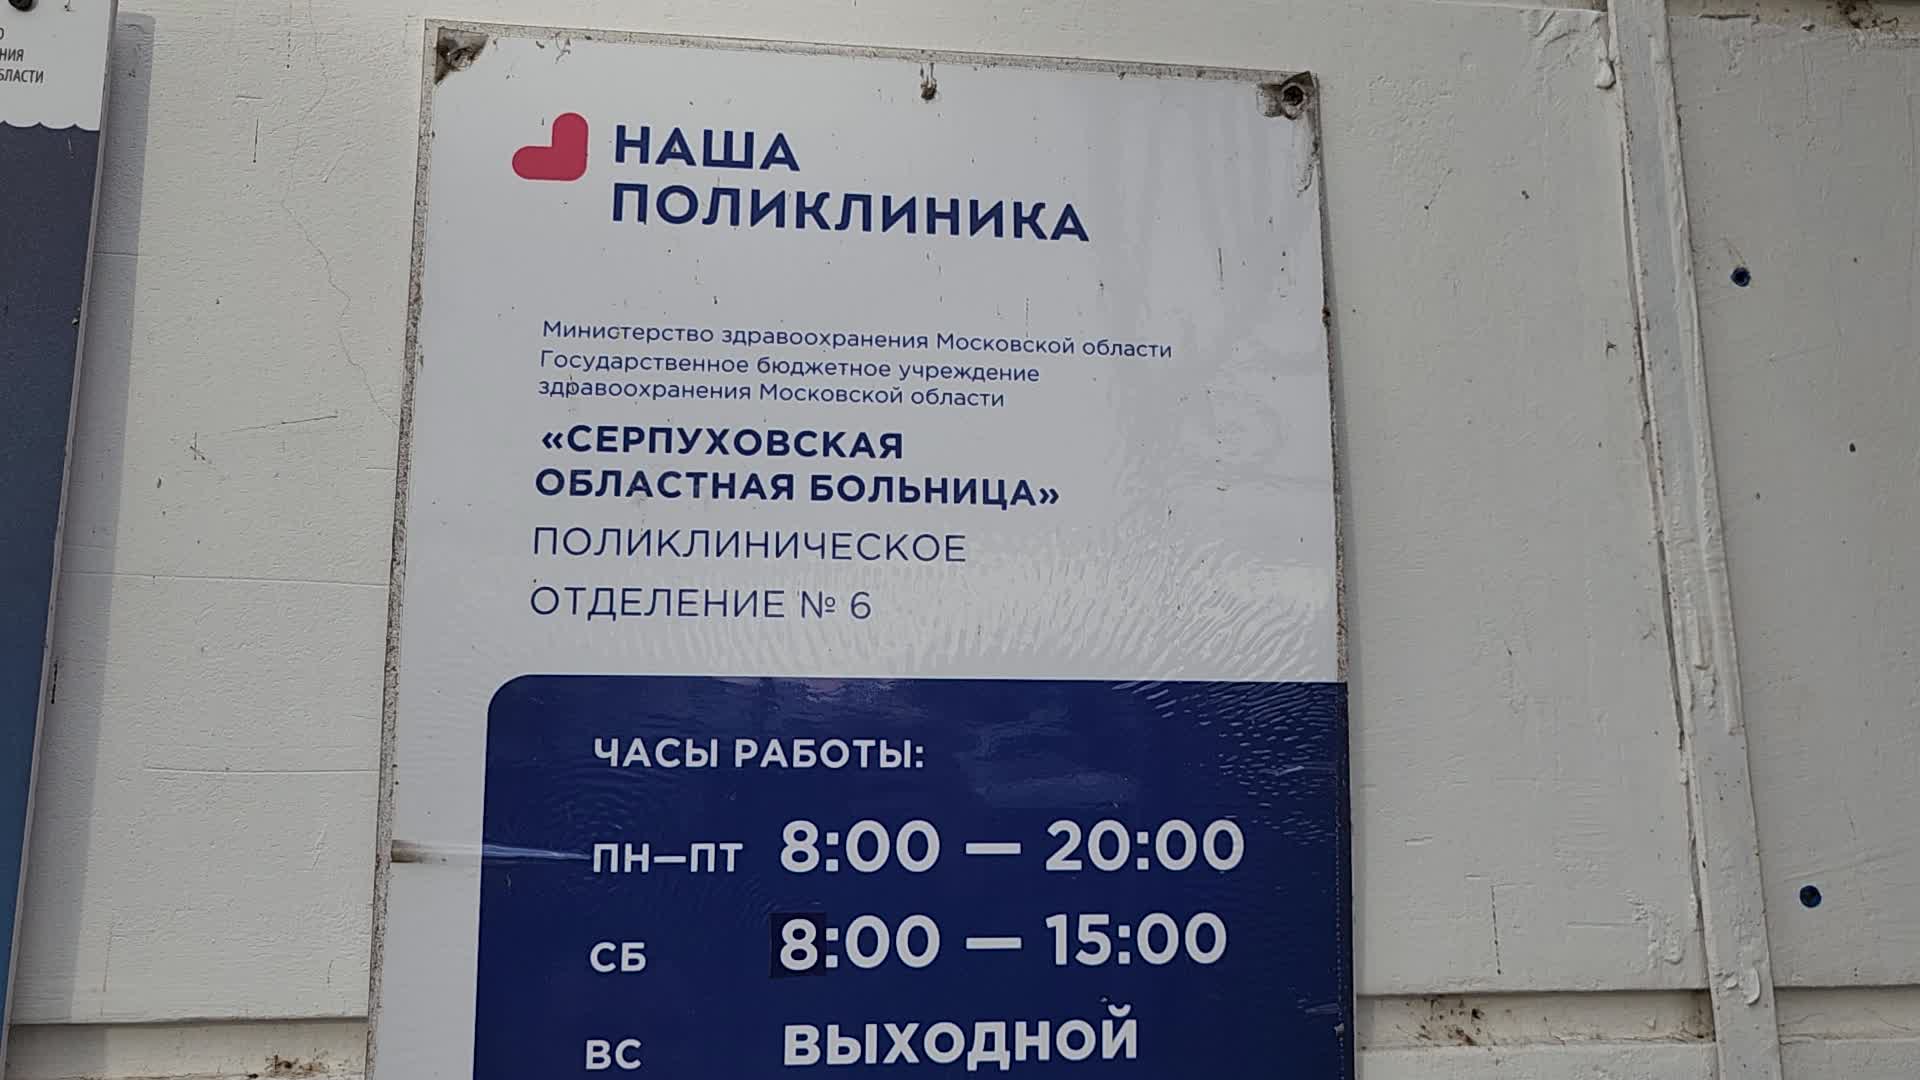 НАША
ПОЛИКЛИНИКА
Министерство здравоохранения Московской области
Государственное бюджетное учреждение
здравоохранения Московской области
«СЕРПУХОВСКАЯ
ОБЛАСТНАЯ БОЛЬНИЦА»
ПОЛИКЛИНИЧЕСКОЕ
ОТДЕЛЕНИЕ № 6
ЧАСЫ РАБОТЫ:
ПН–ПТ 8:00 — 20:00
СБ 8:00 — 15:00
ВС ВЫХОДНОЙ